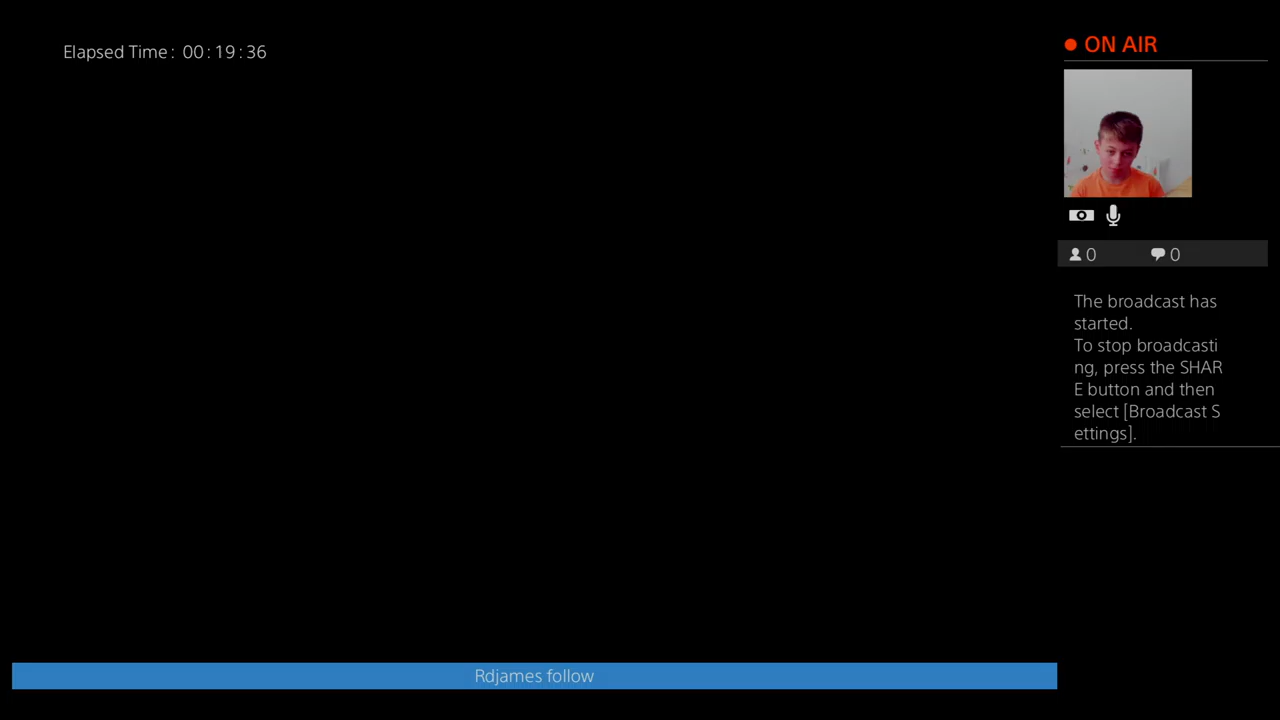 Elapsed Time: 00:19:36
ON AIR
0 0
The broadcast has
started.
To stop broadcasti
ng, press the SHAR
E button and then
select [Broadcast S
ettings].
Rdjames follow